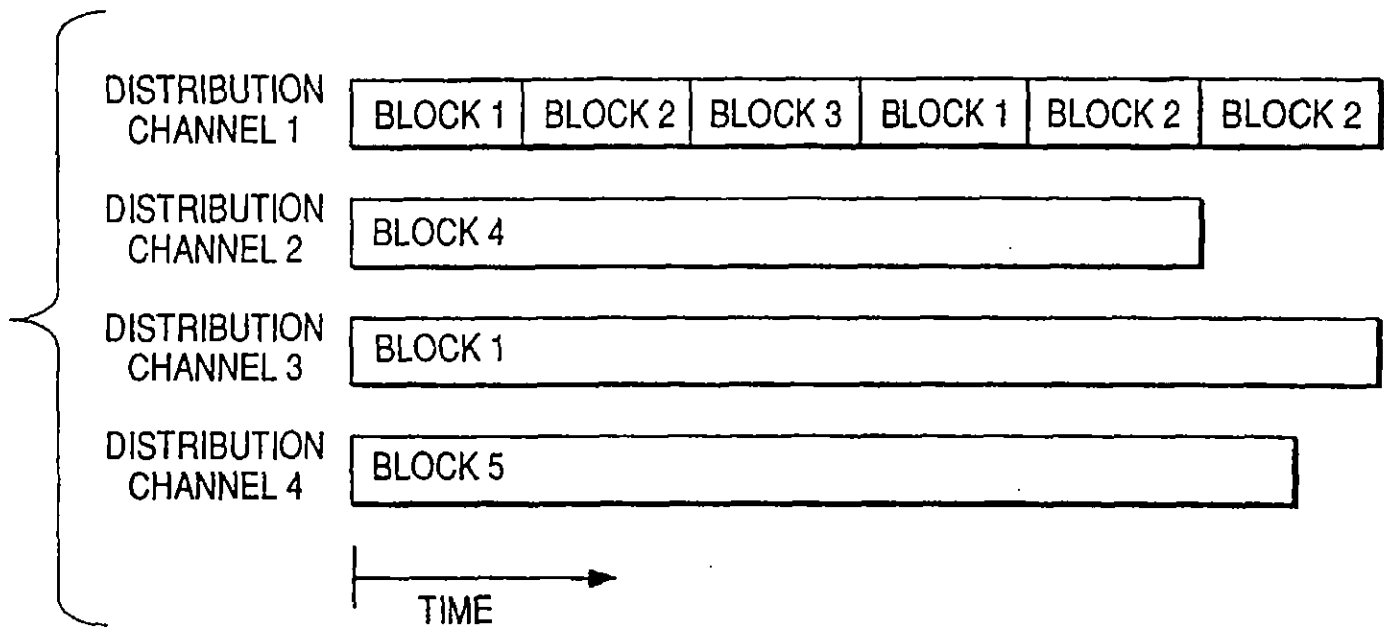 DISTRIBUTION
CHANNEL 1
BLOCK 1 BLOCK 2 BLOCK 3 BLOCK 1 BLOCK 2 BLOCK 2
DISTRIBUTION
CHANNEL 2
BLOCK 4
DISTRIBUTION
CHANNEL 3
BLOCK 1
DISTRIBUTION
CHANNEL 4
BLOCK 5
TIME